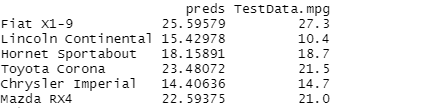 preds TestData.mpg
Fiat X1-9 25.59579 27.3
Lincoln Continental 15.42978 10.4
Hornet Sportabout 18.15891 18.7
Toyota Corona 23.48072 21.5
Chrysler Imperial 14.40636 14.7
Mazda RX4 22.59375 21.0